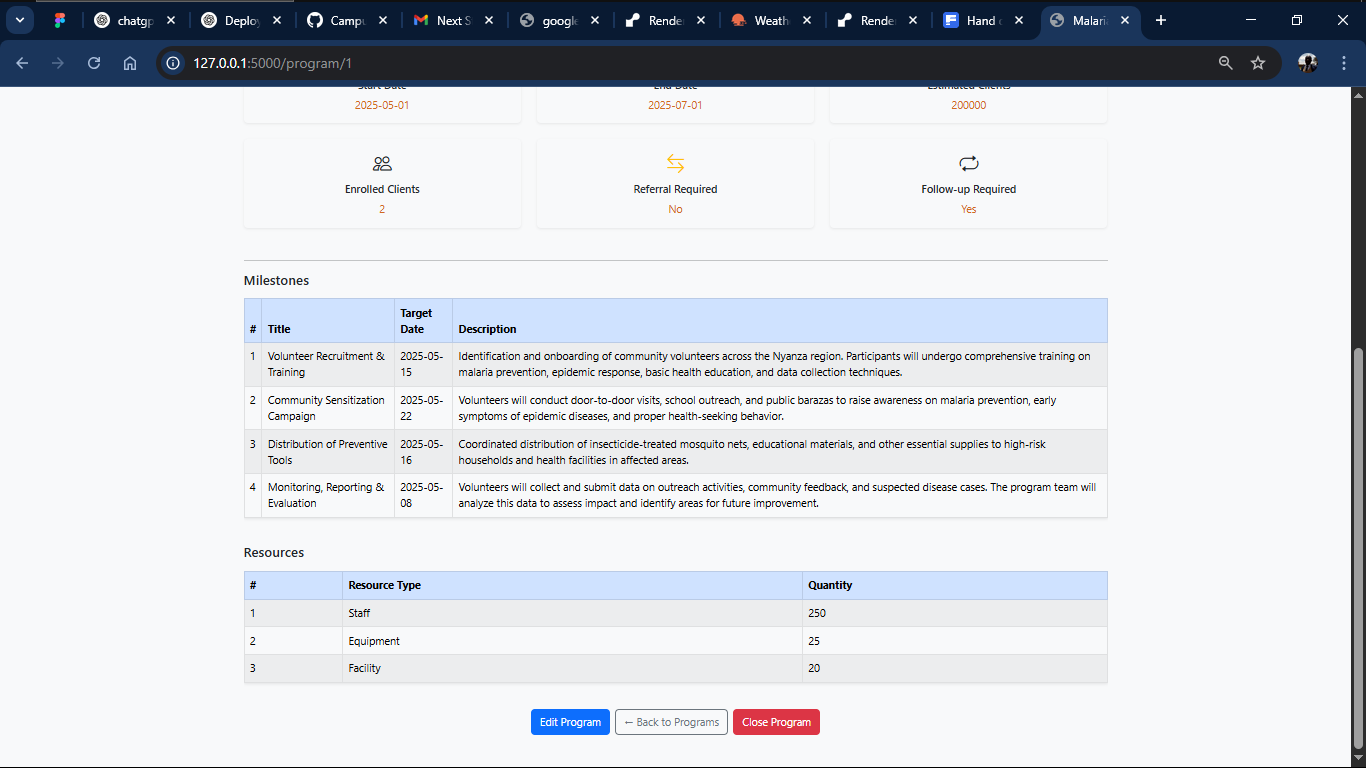 chatgp
Deploy
Campu
Next S
google
Render
Weath
Render
Hand
Malaria
127.0.0.1:5000/program/1
Start Date
End Date
Estimated Clients
2025-05-01
2025-07-01
200000
Enrolled Clients
Referral Required
Follow-up Required
2
No
Yes
Milestones
# Title Target Date Description
1 Volunteer Recruitment & Training 2025-05-15 Identification and onboarding of community volunteers across the Nyanza region. Participants will undergo comprehensive training on
malaria prevention, epidemic response, basic health education, and data collection techniques.
2 Community Sensitization Campaign 2025-05-22 Volunteers will conduct door-to-door visits, school outreach, and public barazas to raise awareness on malaria prevention, early
symptoms of epidemic diseases, and proper health-seeking behavior.
3 Distribution of Preventive Tools 2025-05-16 Coordinated distribution of insecticide-treated mosquito nets, educational materials, and other essential supplies to high-risk
households and health facilities in affected areas.
4 Monitoring, Reporting & Evaluation 2025-05-08 Volunteers will collect and submit data on outreach activities, community feedback, and suspected disease cases. The program team will
analyze this data to assess impact and identify areas for future improvement.
Resources
# Resource Type Quantity
1 Staff 250
2 Equipment 25
3 Facility 20
Edit Program
← Back to Programs
Close Program